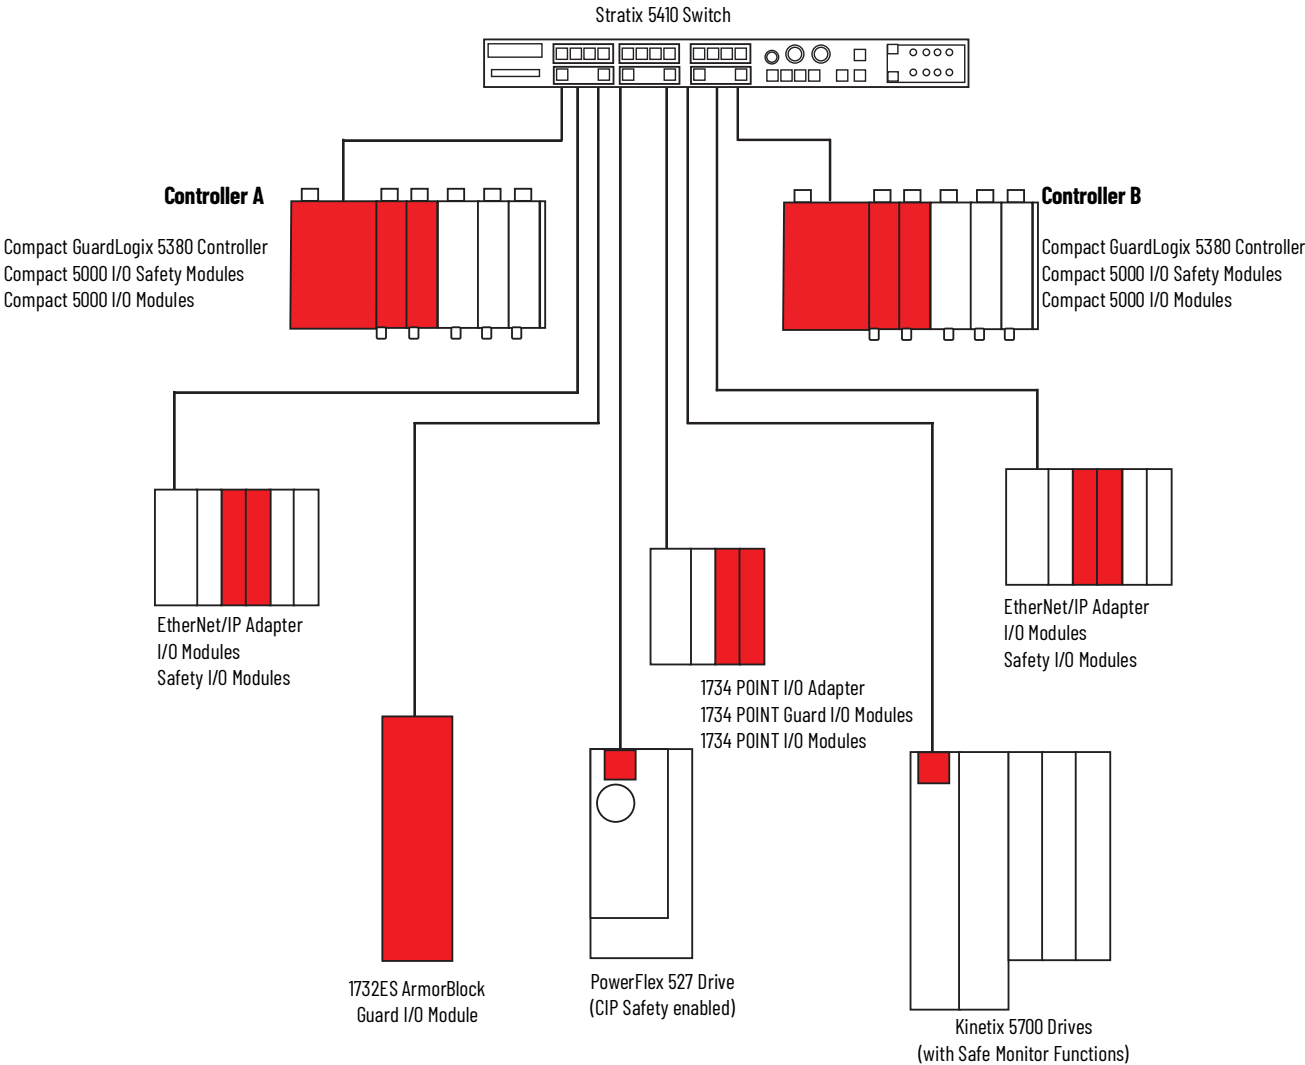 Stratix 5410 Switch
Controller A
Compact GuardLogix 5380 Controller
Compact 5000 I/O Safety Modules
Compact 5000 I/O Modules
Controller B
Compact GuardLogix 5380 Controller
Compact 5000 I/O Safety Modules
Compact 5000 I/O Modules
EtherNet/IP Adapter
I/O Modules
Safety I/O Modules
EtherNet/IP Adapter
I/O Modules
Safety I/O Modules
1734 POINT I/O Adapter
1734 POINT Guard I/O Modules
1734 POINT I/O Modules
1732ES ArmorBlock
Guard I/O Module
PowerFlex 527 Drive
(CIP Safety enabled)
Kinetix 5700 Drives
(with Safe Monitor Functions)